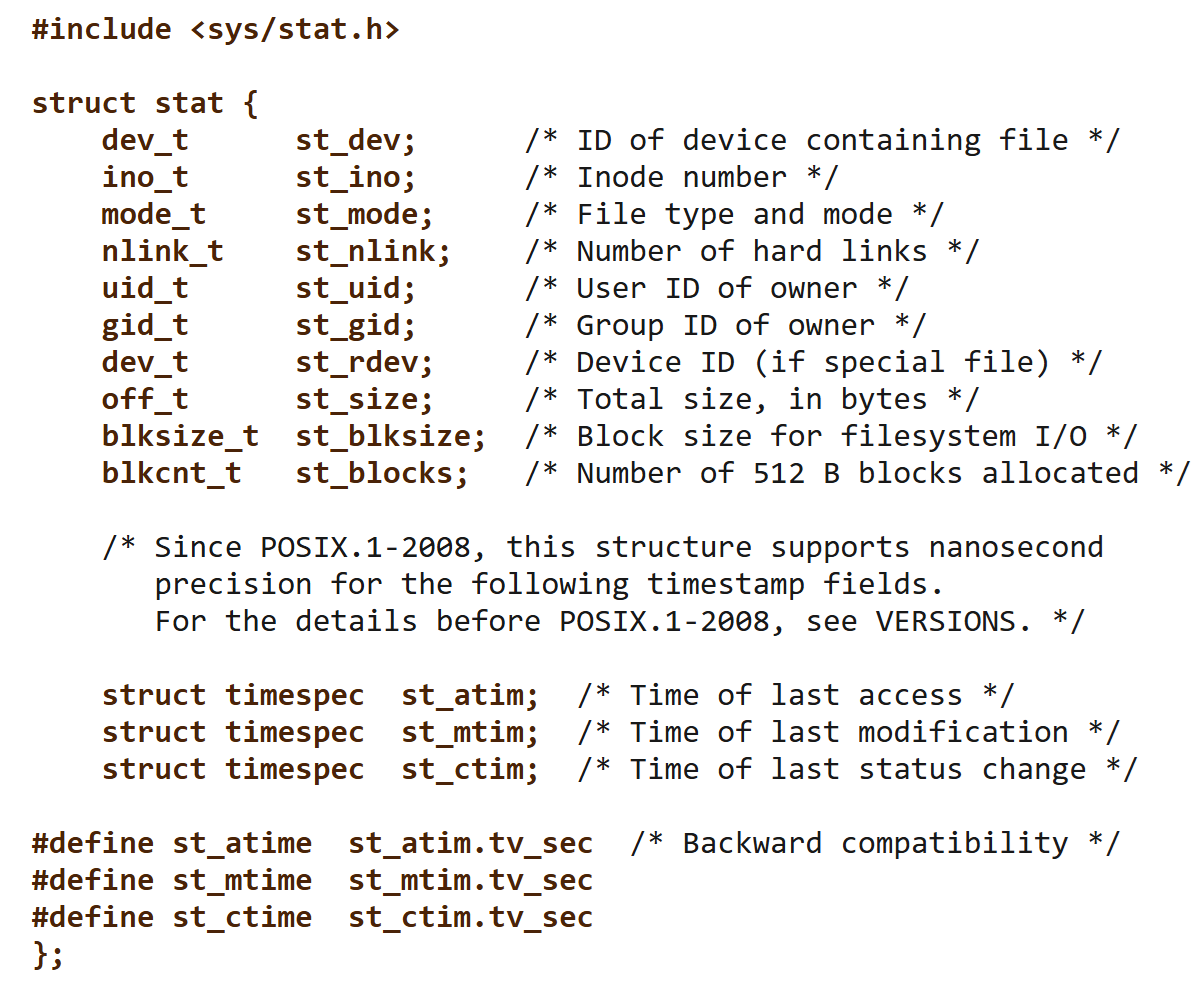 #include <sys/stat.h>

struct stat {
    dev_t      st_dev;      /* ID of device containing file */
    ino_t      st_ino;      /* Inode number */
    mode_t     st_mode;     /* File type and mode */
    nlink_t    st_nlink;    /* Number of hard links */
    uid_t      st_uid;      /* User ID of owner */
    gid_t      st_gid;      /* Group ID of owner */
    dev_t      st_rdev;     /* Device ID (if special file) */
    off_t      st_size;     /* Total size, in bytes */
    blksize_t  st_blksize;  /* Block size for filesystem I/O */
    blkcnt_t   st_blocks;   /* Number of 512 B blocks allocated */

    /* Since POSIX.1-2008, this structure supports nanosecond
       precision for the following timestamp fields.
       For the details before POSIX.1-2008, see VERSIONS. */

    struct timespec  st_atim;  /* Time of last access */
    struct timespec  st_mtim;  /* Time of last modification */
    struct timespec  st_ctim;  /* Time of last status change */

#define st_atime  st_atim.tv_sec  /* Backward compatibility */
#define st_mtime  st_mtim.tv_sec
#define st_ctime  st_ctim.tv_sec
};